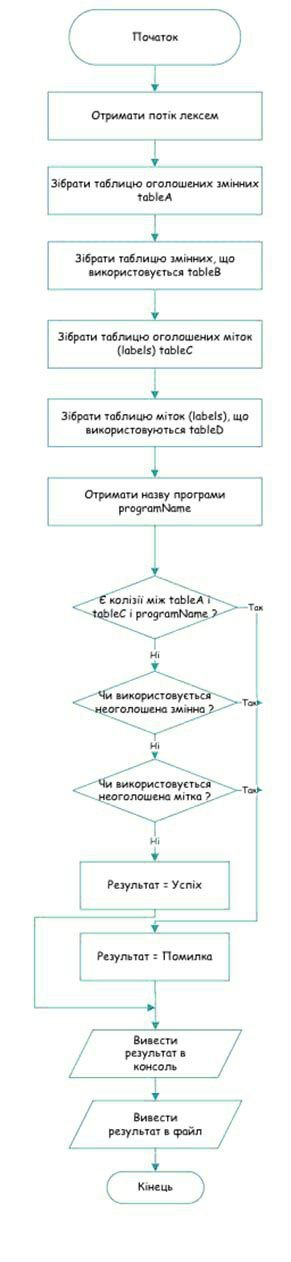 Початок
Отримати потік лексем
Зібрати таблицю оголошених змінних
tableA
Зібрати таблицю змінних, що
використовується tableB
Зібрати таблицю оголошених міток
(labels) tableC
Зібрати таблицю міток (labels), що
використовуються tableD
Отримати назву програми
programName
Є колізії між tableA і
tableC і programName ?
Так
Ні
Чи використовується
неоголошена змінна ?
Так
Ні
Чи використовується
неоголошена мітка ?
Так
Ні
Результат = Успіх
Результат = Помилка
Вивести
результат в
консоль
Вивести
результат в файл
Кінець